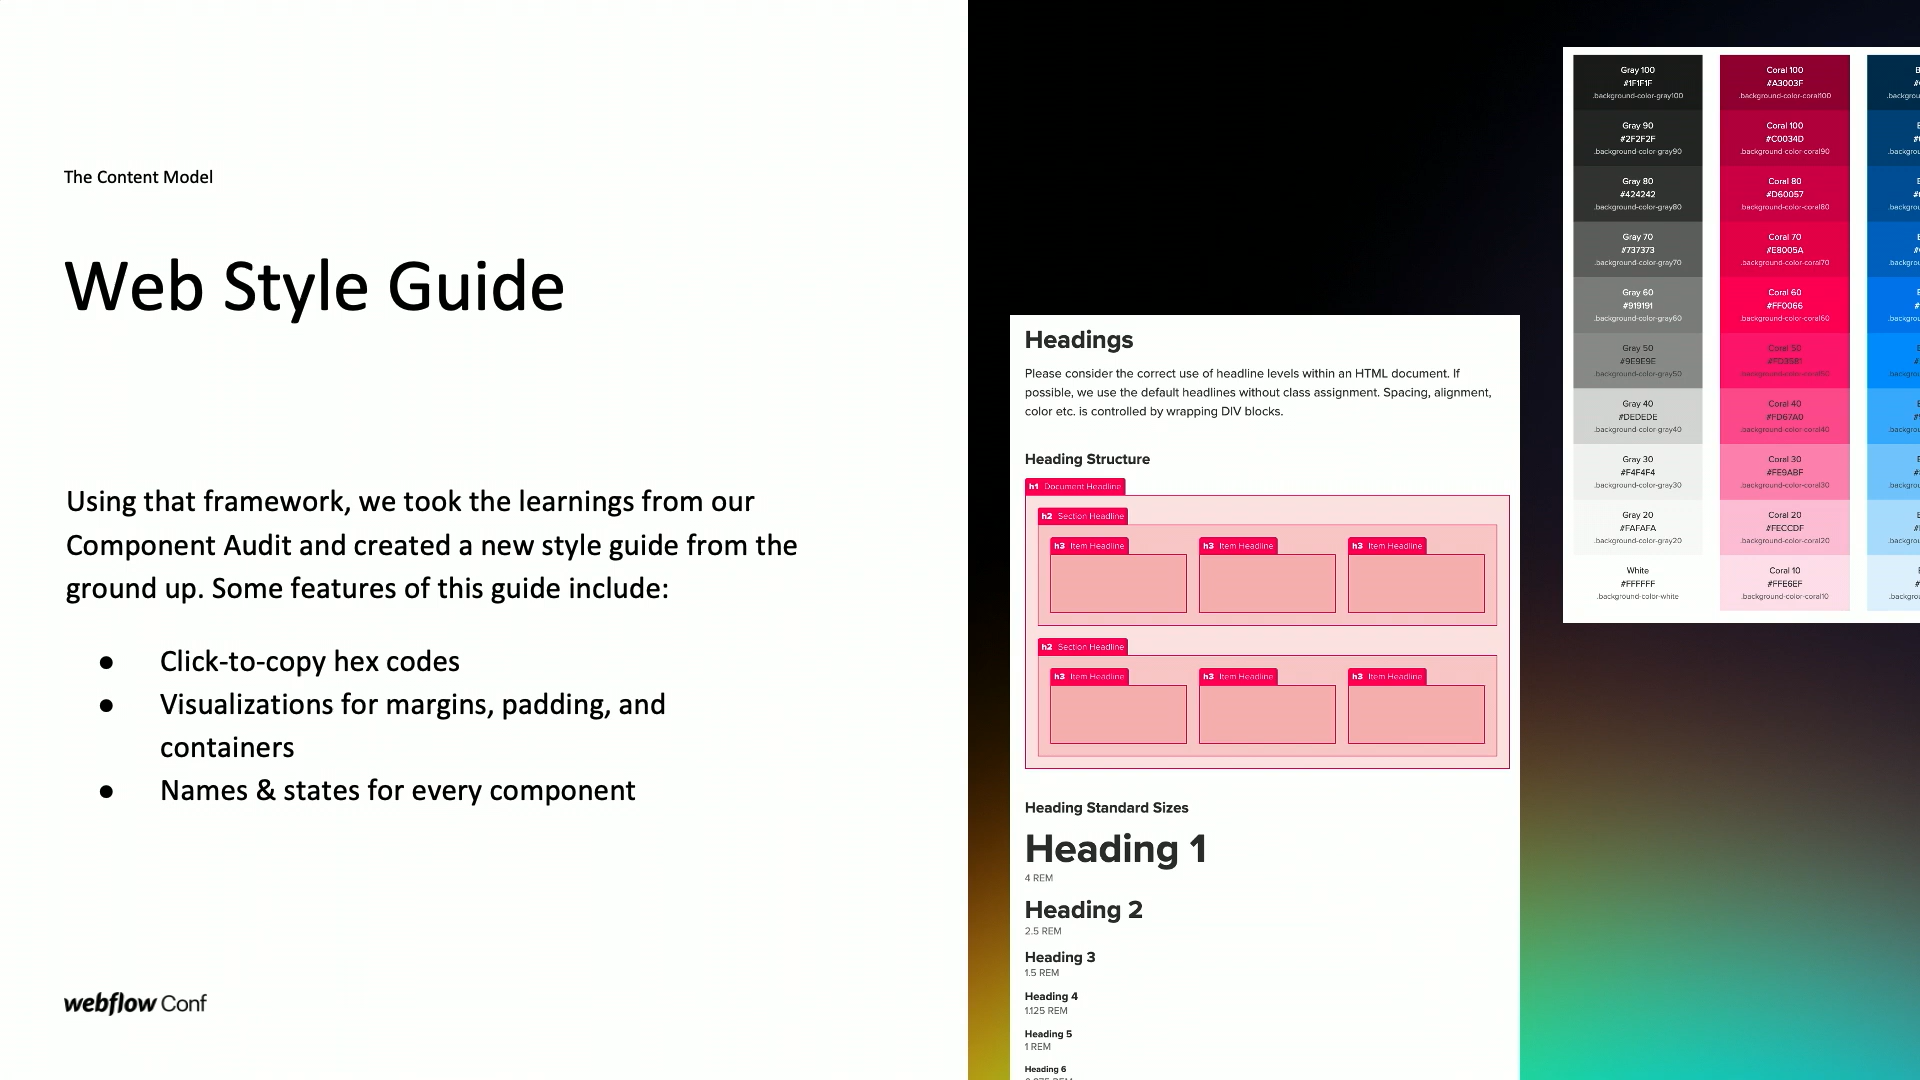 The Content Model
Web Style Guide
Using that framework, we took the learnings from our
Component Audit and created a new style guide from the
ground up. Some features of this guide include:
● Click-to-copy hex codes
● Visualizations for margins, padding, and
containers
● Names & states for every component
webflow Conf
Headings
Please consider the correct use of headline levels within an HTML document. If
possible, we use the default headlines without class assignment. Spacing, alignment,
color etc. is controlled by wrapping DIV blocks.
Heading Structure
h1 Document Headline
h2 Section Headline
h3 Item Headline
h3 Item Headline
h3 Item Headline
h2 Section Headline
h3 Item Headline
h3 Item Headline
h3 Item Headline
Heading Standard Sizes
Heading 1
4 REM
Heading 2
2.5 REM
Heading 3
1.5 REM
Heading 4
1.125 REM
Heading 5
1 REM
Heading 6
Gray 100
#1F1F1F
.background-color-gray100
Gray 90
#2F2F2F
.background-color-gray90
Gray 80
#424242
.background-color-gray80
Gray 70
#737373
.background-color-gray70
Gray 60
#919191
.background-color-gray60
Gray 50
#9E9E9E
.background-color-gray50
Gray 40
#DEDEDE
.background-color-gray40
Gray 30
#F4F4F4
.background-color-gray30
Gray 20
#FAFAFA
.background-color-gray20
White
#FFFFFF
.background-color-white
Coral 100
#A3003F
.background-color-coral100
Coral 100
#C0034D
.background-color-coral90
Coral 80
#D60057
.background-color-coral80
Coral 70
#E8005A
.background-color-coral70
Coral 60
#FF0066
.background-color-coral60
Coral 50
.background-color-coral50
Coral 40
#FD67A0
.background-color-coral40
Coral 30
#FE9ABF
.background-color-coral30
Coral 20
#FECCDF
.background-color-coral20
Coral 10
#FFE6EF
.background-color-coral10